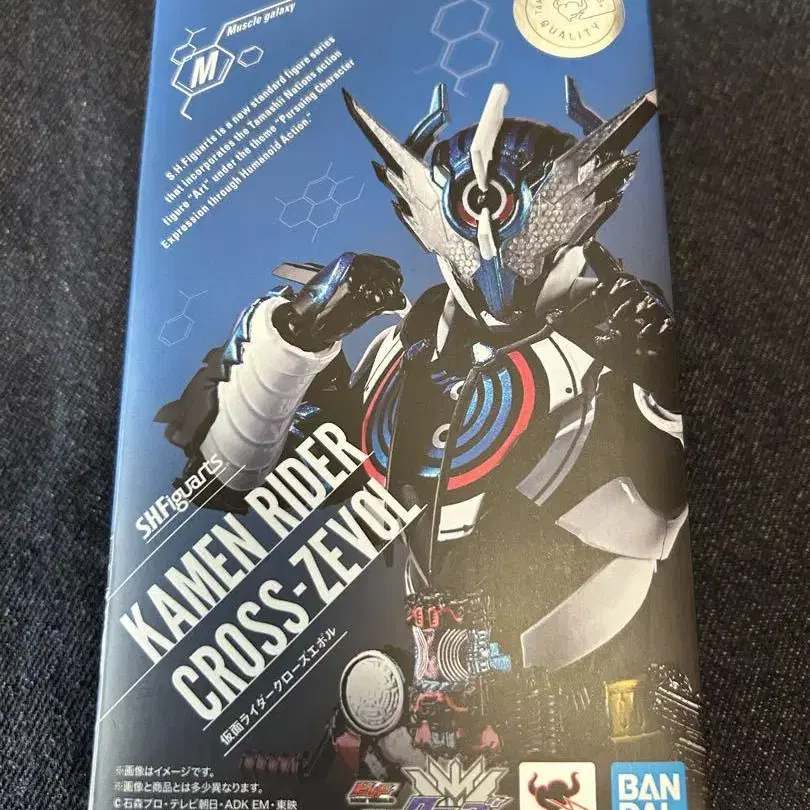 Muscle galaxy
M
S.H.Figuarts is a new standard figure series
that incorporates the Tamashii Nations action
figure "Art" under the theme "Pursuing Character
Expression through Humanoid Action."
QUALITY
S.H.Figuarts
KAMEN RIDER
CROSS-ZEVOL
仮面ライダークローズエボル
※画像はイメージです。
※画像と商品とは多少異なります。
©石森プロ・テレビ朝日・ADK EM・東映
BAN
DAI